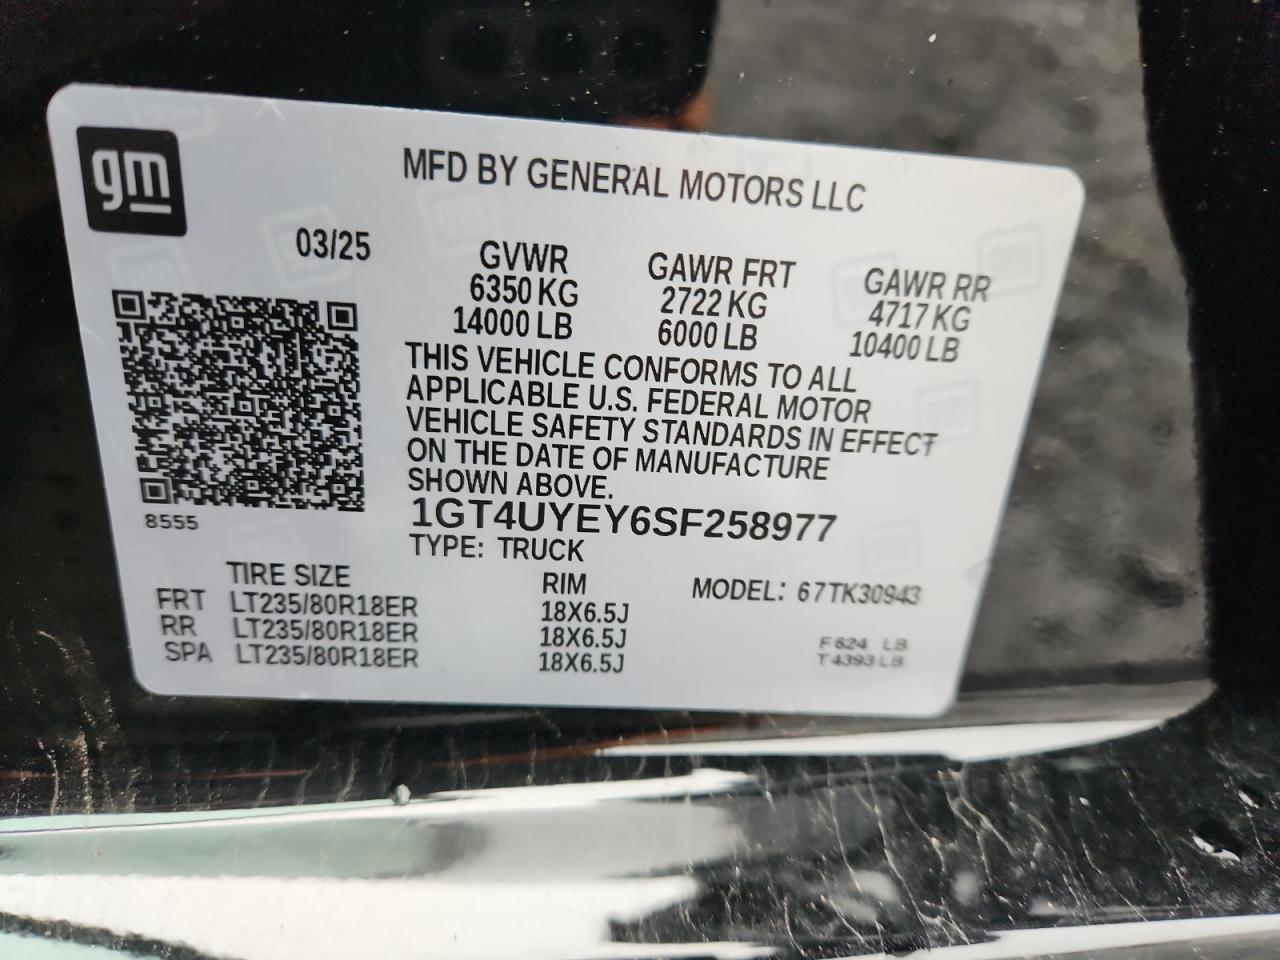 gm
MFD BY GENERAL MOTORS LLC
03/25
GVWR GAWR FRT GAWR RR
6350 KG 2722 KG 4717 KG
14000 LB 6000 LB 10400 LB
THIS VEHICLE CONFORMS TO ALL
APPLICABLE U.S. FEDERAL MOTOR
VEHICLE SAFETY STANDARDS IN EFFECT
ON THE DATE OF MANUFACTURE
SHOWN ABOVE.
8555
1GT4UYEY6SF258977
TYPE: TRUCK
TIRE SIZE RIM MODEL: 67TK30943
FRT LT235/80R18ER 18X6.5J
RR LT235/80R18ER 18X6.5J
SPA LT235/80R18ER 18X6.5J
F 624 LB
T 4393 LB